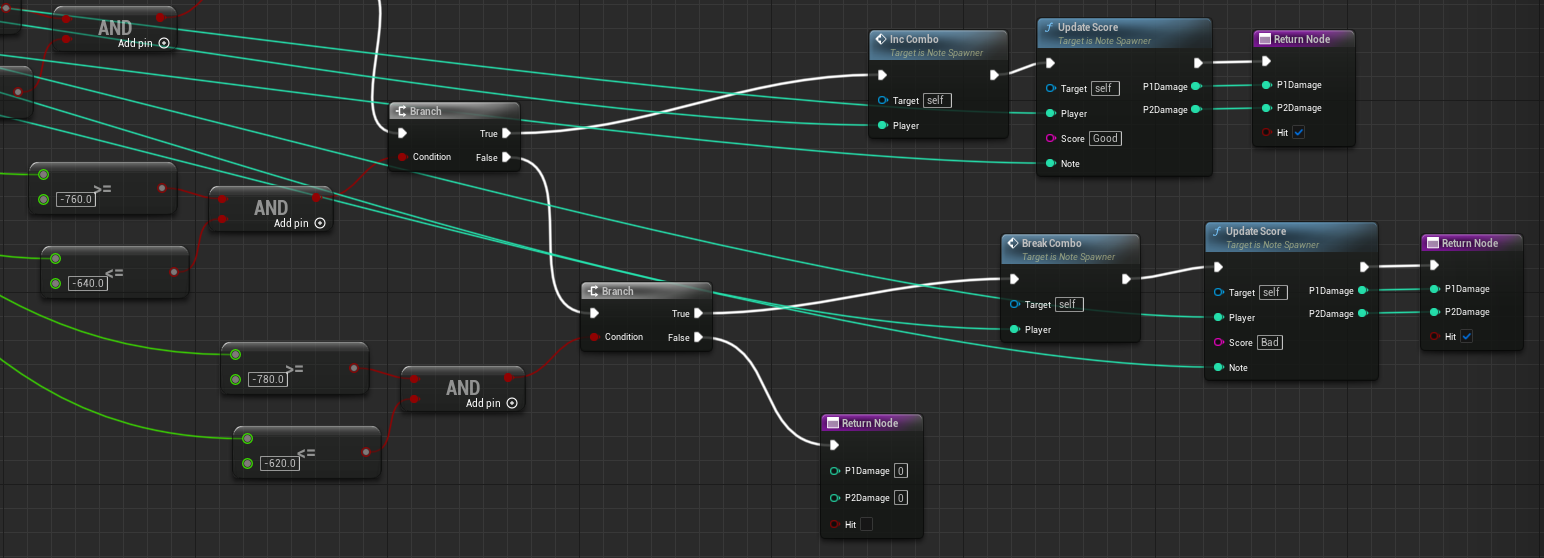 AND
Add pin
Branch
True
Condition
False
Inc Combo
Target is Note Spawner
Target self
Player
Update Score
Target is Note Spawner
Target self
P1Damage
Player
P2Damage
Score Good
Note
Return Node
P1Damage
P2Damage
Hit
>=
-760.0
AND
Add pin
<=
-640.0
Branch
True
Condition
False
Break Combo
Target is Note Spawner
Target self
Player
Update Score
Target is Note Spawner
Target self
P1Damage
Player
P2Damage
Score Bad
Note
Return Node
P1Damage
P2Damage
Hit
>=
-780.0
AND
Add pin
<=
-620.0
Return Node
P1Damage 0
P2Damage 0
Hit